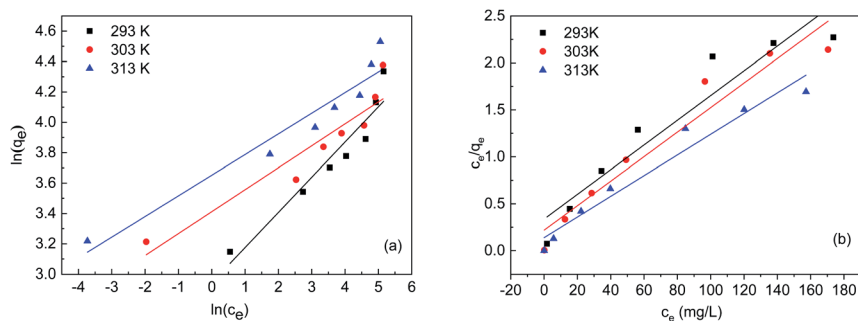 293 K
303 K
313 K
4.6
4.4
4.2
4.0
3.8
3.6
3.4
3.2
3.0
ln(qe)
-4 -3 -2 -1 0 1 2 3 4 5 6
ln(ce)
(a)
293K
303K
313K
2.5
2.0
1.5
1.0
0.5
0.0
ce/qe
-20 0 20 40 60 80 100 120 140 160 180
ce (mg/L)
(b)